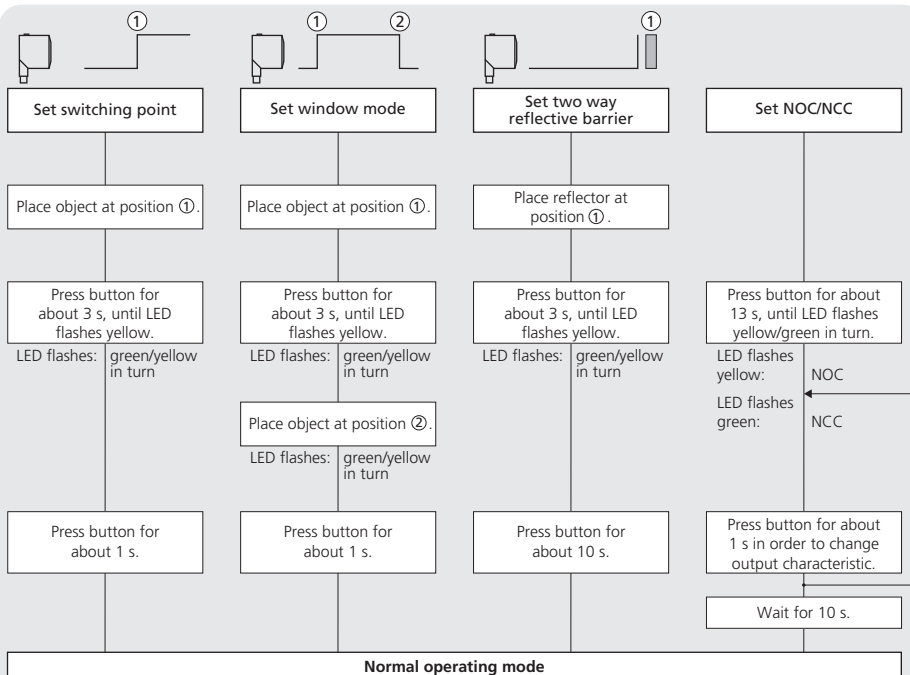 ①
① ②
①
Set switching point
Place object at position ①.
Press button for
about 3 s, until LED
flashes yellow.
LED flashes: green/yellow
in turn
Press button for
about 1 s.
Set window mode
Place object at position ①.
Press button for
about 3 s, until LED
flashes yellow.
LED flashes: green/yellow
in turn
Place object at position ②.
LED flashes: green/yellow
in turn
Press button for
about 1 s.
Set two way
reflective barrier
Place reflector at
position ① .
Press button for
about 3 s, until LED
flashes yellow.
LED flashes: green/yellow
in turn
Press button for
about 10 s.
Set NOC/NCC
Press button for about
13 s, until LED flashes
yellow/green in turn.
LED flashes
yellow: NOC
LED flashes
green: NCC
Press button for about
1 s in order to change
output characteristic.
Wait for 10 s.
Normal operating mode